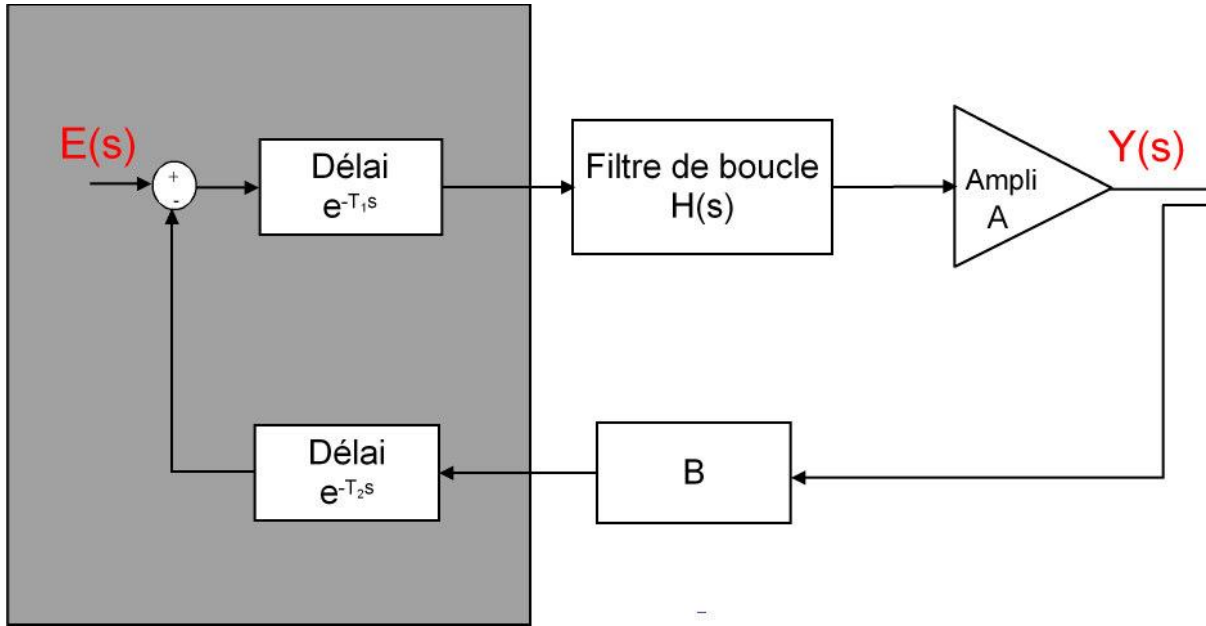 E(s)
+
-
Délai
e-T1s
Filtre de boucle
H(s)
Ampli
A
Y(s)
Délai
e-T2s
B